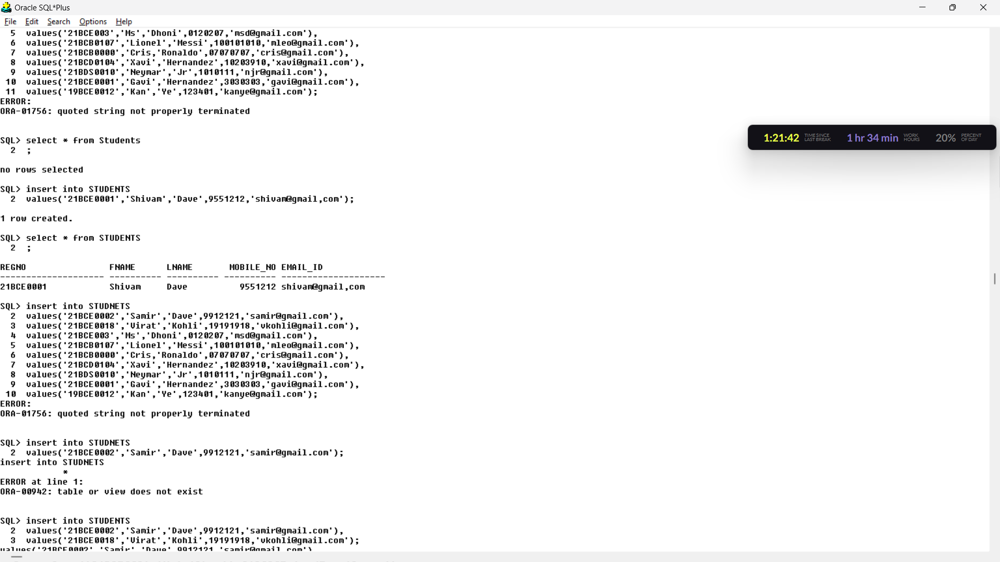 Oracle SQL*Plus
File Edit Search Options Help
5 values('21BCE003','Ms','Dhoni',0120207,'msd@gmail.com'),
6 values('21BCB0107','Lionel','Messi',100101010,'mleo@gmail.com'),
7 values('21BCB0000','Cris,'Ronaldo',07070707,'cris@gmail.com'),
8 values('21BCD0104','Xavi','Hernandez',10203910,'xavi@gmail.com'),
9 values('21BDS0010','Neymar','Jr',1010111,'njr@gmail.com'),
10 values('21BCE0001','Gavi','Hernandez',3030303,'gavi@gmail.com'),
11 values('19BCE0012','Kan','Ye',123401,'kanye@gmail.com');
ERROR:
ORA-01756: quoted string not properly terminated
1:21:42 TIME SINCE LAST BREAK 1 hr 34 min WORK HOURS 20% PERCENT OF DAY
SQL> select * from Students
2 ;
no rows selected
SQL> insert into STUDENTS
2 values('21BCE0001','Shivam','Dave',9551212,'shivam@gmail,com');
1 row created.
SQL> select * from STUDENTS
2 ;
REGNO FNAME LNAME MOBILE_NO EMAIL_ID
-------------------- ---------- ---------- ---------- --------------------
21BCE0001 Shivam Dave 9551212 shivam@gmail,com
SQL> insert into STUDNETS
2 values('21BCE0002','Samir','Dave',9912121,'samir@gmail.com'),
3 values('21BCE0018','Virat','Kohli',19191918,'vkohli@gmail.com'),
4 values('21BCE003','Ms','Dhoni',0120207,'msd@gmail.com'),
5 values('21BCB0107','Lionel','Messi',100101010,'mleo@gmail.com'),
6 values('21BCB0000','Cris,'Ronaldo',07070707,'cris@gmail.com'),
7 values('21BCD0104','Xavi','Hernandez',10203910,'xavi@gmail.com'),
8 values('21BDS0010','Neymar','Jr',1010111,'njr@gmail.com'),
9 values('21BCE0001','Gavi','Hernandez',3030303,'gavi@gmail.com'),
10 values('19BCE0012','Kan','Ye',123401,'kanye@gmail.com');
ERROR:
ORA-01756: quoted string not properly terminated
SQL> insert into STUDNETS
2 values('21BCE0002','Samir','Dave',9912121,'samir@gmail.com');
insert into STUDNETS
*
ERROR at line 1:
ORA-00942: table or view does not exist
SQL> insert into STUDENTS
2 values('21BCE0002','Samir','Dave',9912121,'samir@gmail.com'),
3 values('21BCE0018','Virat','Kohli',19191918,'vkohli@gmail.com');
values('21BCE0002','Samir','Dave',9912121,'samir@gmail.com'),